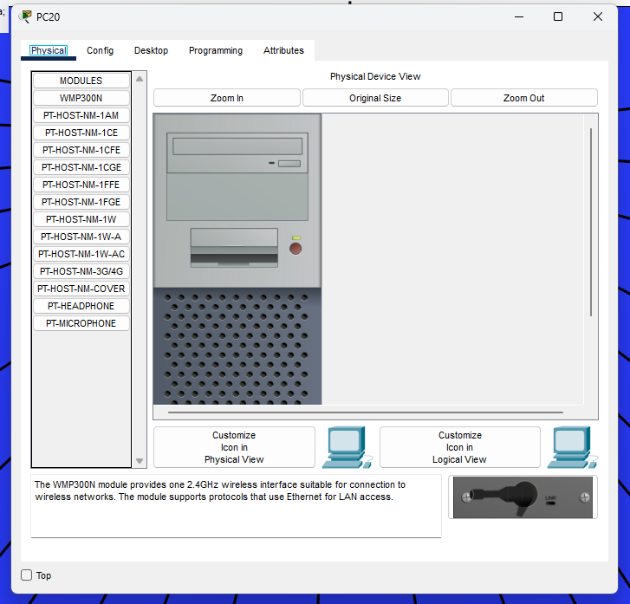 PC20
Physical Config Desktop Programming Attributes
MODULES
WMP300N
PT-HOST-NM-1AM
PT-HOST-NM-1CE
PT-HOST-NM-1CFE
PT-HOST-NM-1CGE
PT-HOST-NM-1FFE
PT-HOST-NM-1FGE
PT-HOST-NM-1W
PT-HOST-NM-1W-A
PT-HOST-NM-1W-AC
PT-HOST-NM-3G/4G
PT-HOST-NM-COVER
PT-HEADPHONE
PT-MICROPHONE
Physical Device View
Zoom In Original Size Zoom Out
Customize
Icon in
Physical View
Customize
Icon in
Logical View
The WMP300N module provides one 2.4GHz wireless interface suitable for connection to
wireless networks. The module supports protocols that use Ethernet for LAN access.
LINK
Top